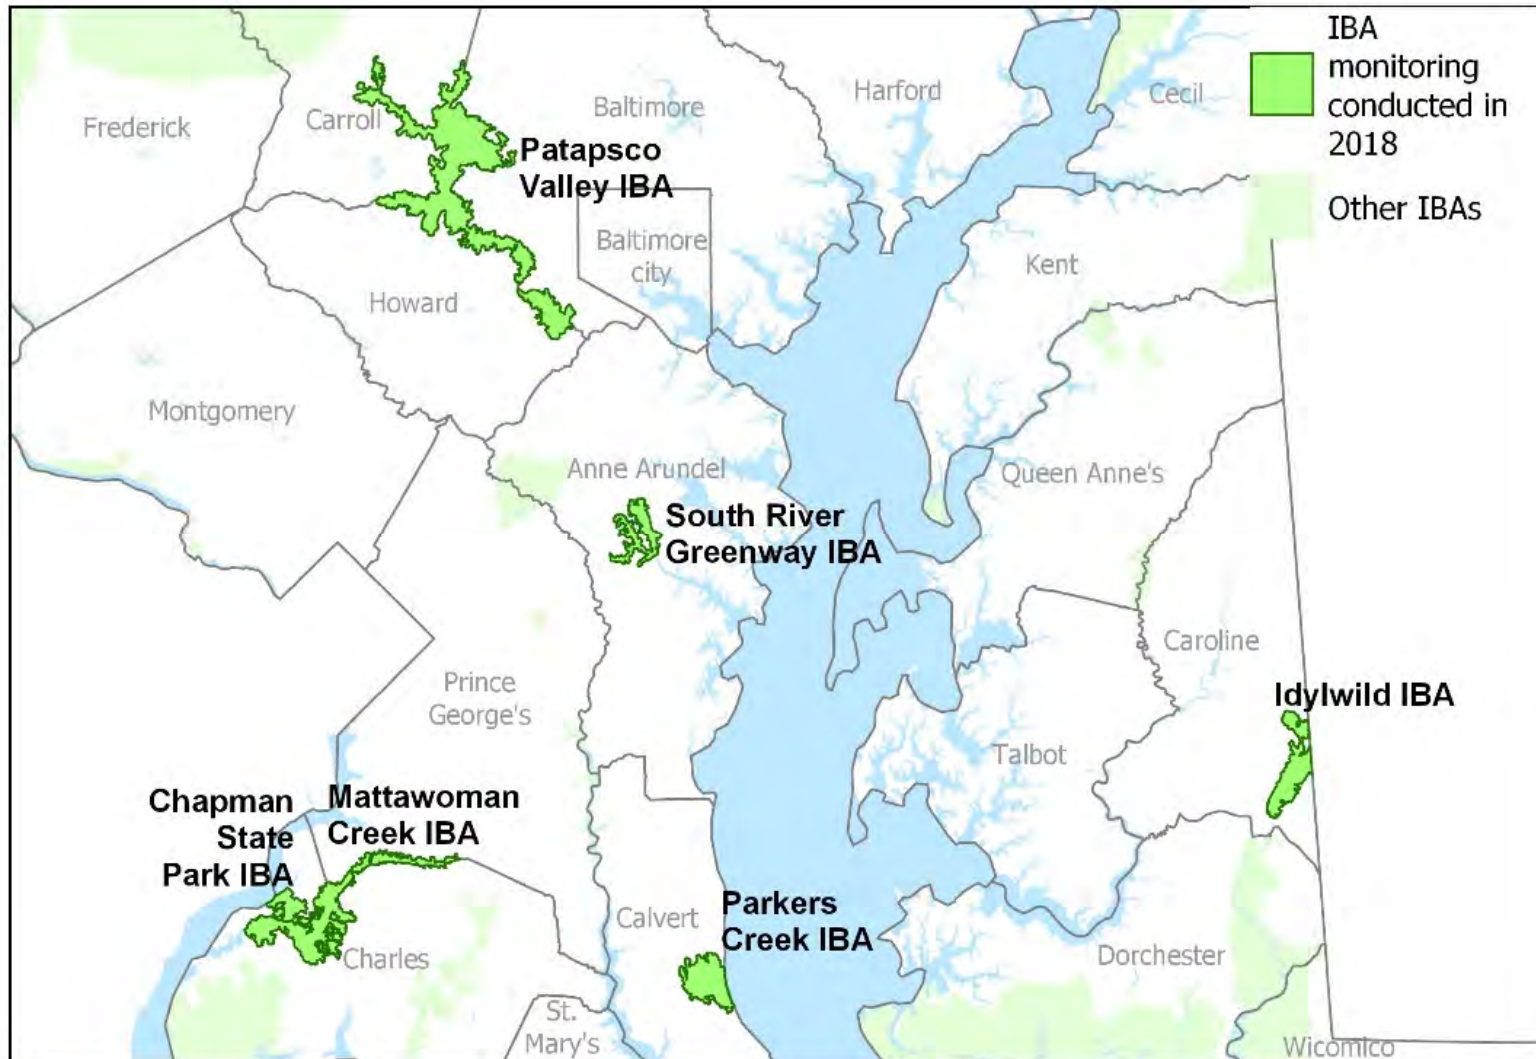 IBA
monitoring
conducted in
2018
Other IBAs
Frederick
Carroll
Baltimore
Harford
Cecil
Patapsco
Valley IBA
Baltimore
city
Kent
Howard
Montgomery
Anne Arundel
Queen Anne's
South River
Greenway IBA
Caroline
Prince
George's
Idylwild IBA
Talbot
Chapman
State
Park IBA
Mattawoman
Creek IBA
Calvert
Parkers
Creek IBA
Charles
Dorchester
St.
Mary's
Wicomico